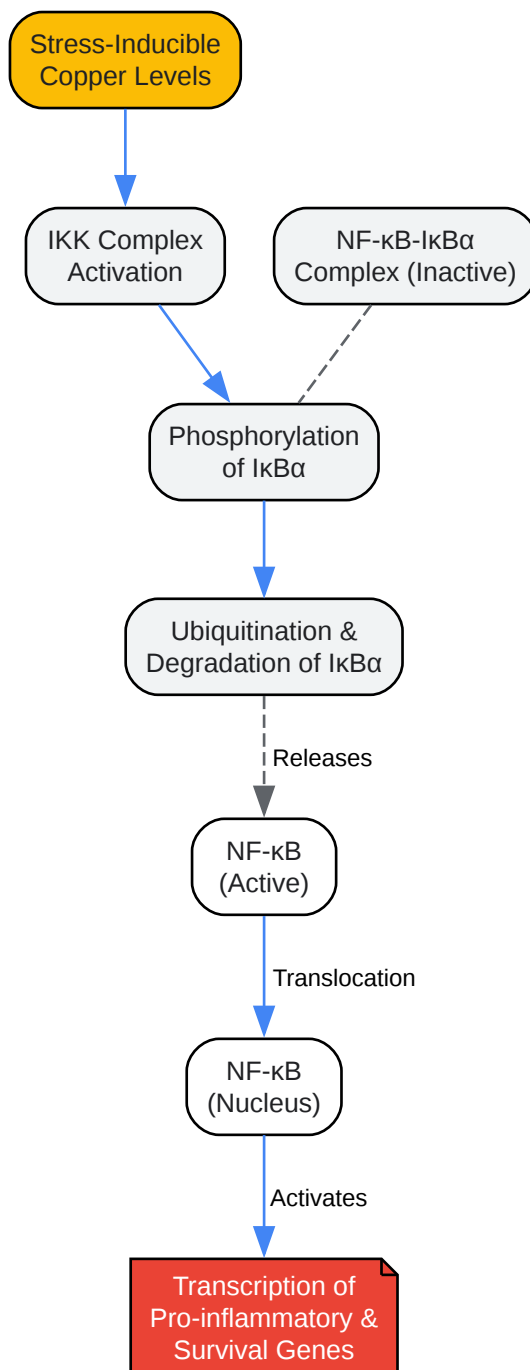 Stress-Inducible
Copper Levels
IKK Complex
Activation
NF-κB-IκBα
Complex (Inactive)
Phosphorylation
of IκBα
Ubiquitination &
Degradation of IκBα
Releases
NF-κB
(Active)
Translocation
NF-κB
(Nucleus)
Activates
Transcription of
Pro-inflammatory &
Survival Genes